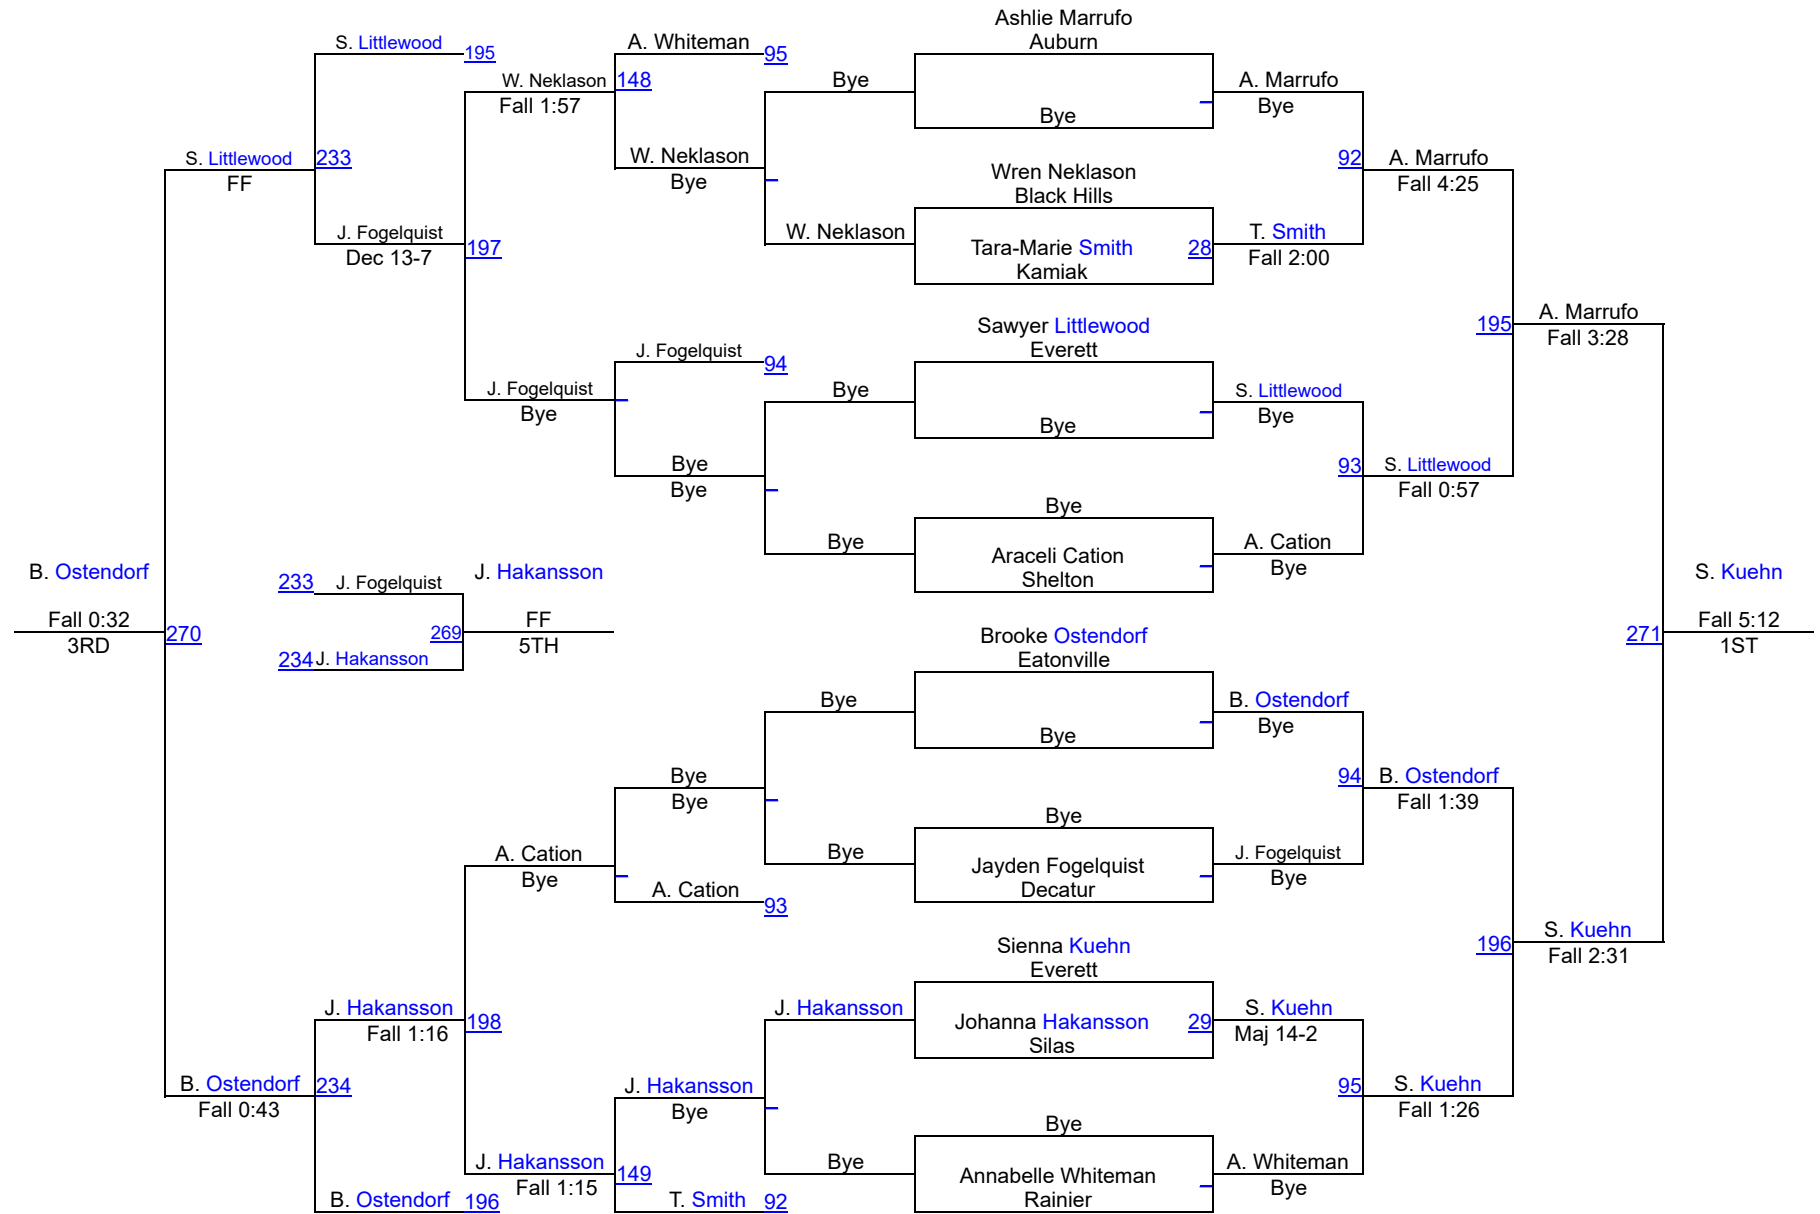 Ashlie Marrufo
S. Littlewood
A. Whiteman
Auburn
195
95
W. Neklason
148
Bye
A. Marrufo
Fall 1:57
Bye
Bye
S. Littlewood
233
W. Neklason
92
A. Marrufo
FF
Bye
Wren Neklason
Fall 4:25
Black Hills
J. Fogelquist
W. Neklason
T. Smith
Dec 13-7
197
Tara-Marie Smith
28
Fall 2:00
Kamiak
A. Marrufo
Sawyer Littlewood
195
Fall 3:28
J. Fogelquist
Everett
94
J. Fogelquist
Bye
S. Littlewood
Bye
Bye
Bye
Bye
93
S. Littlewood
Bye
Fall 0:57
Bye
Bye
Araceli Cation
A. Cation
Shelton
Bye
B. Ostendorf
233
J. Fogelquist
J. Hakansson
S. Kuehn
Fall 0:32
FF
Fall 5:12
270
269
271
3RD
5TH
1ST
234
J. Hakansson
Brooke Ostendorf
Eatonville
Bye
B. Ostendorf
Bye
Bye
Bye
94
B. Ostendorf
Bye
Fall 1:39
Bye
A. Cation
Bye
Jayden Fogelquist
J. Fogelquist
Bye
A. Cation
Decatur
Bye
93
Sienna Kuehn
S. Kuehn
Everett
196
Fall 2:31
J. Hakansson
J. Hakansson
S. Kuehn
Fall 1:16
198
Johanna Hakansson
29
Maj 14-2
Silas
B. Ostendorf
234
J. Hakansson
95
S. Kuehn
Fall 0:43
Bye
Fall 1:26
Bye
J. Hakansson
Bye
A. Whiteman
Fall 1:15
149
Annabelle Whiteman
Bye
B. Ostendorf
196
T. Smith
92
Rainier